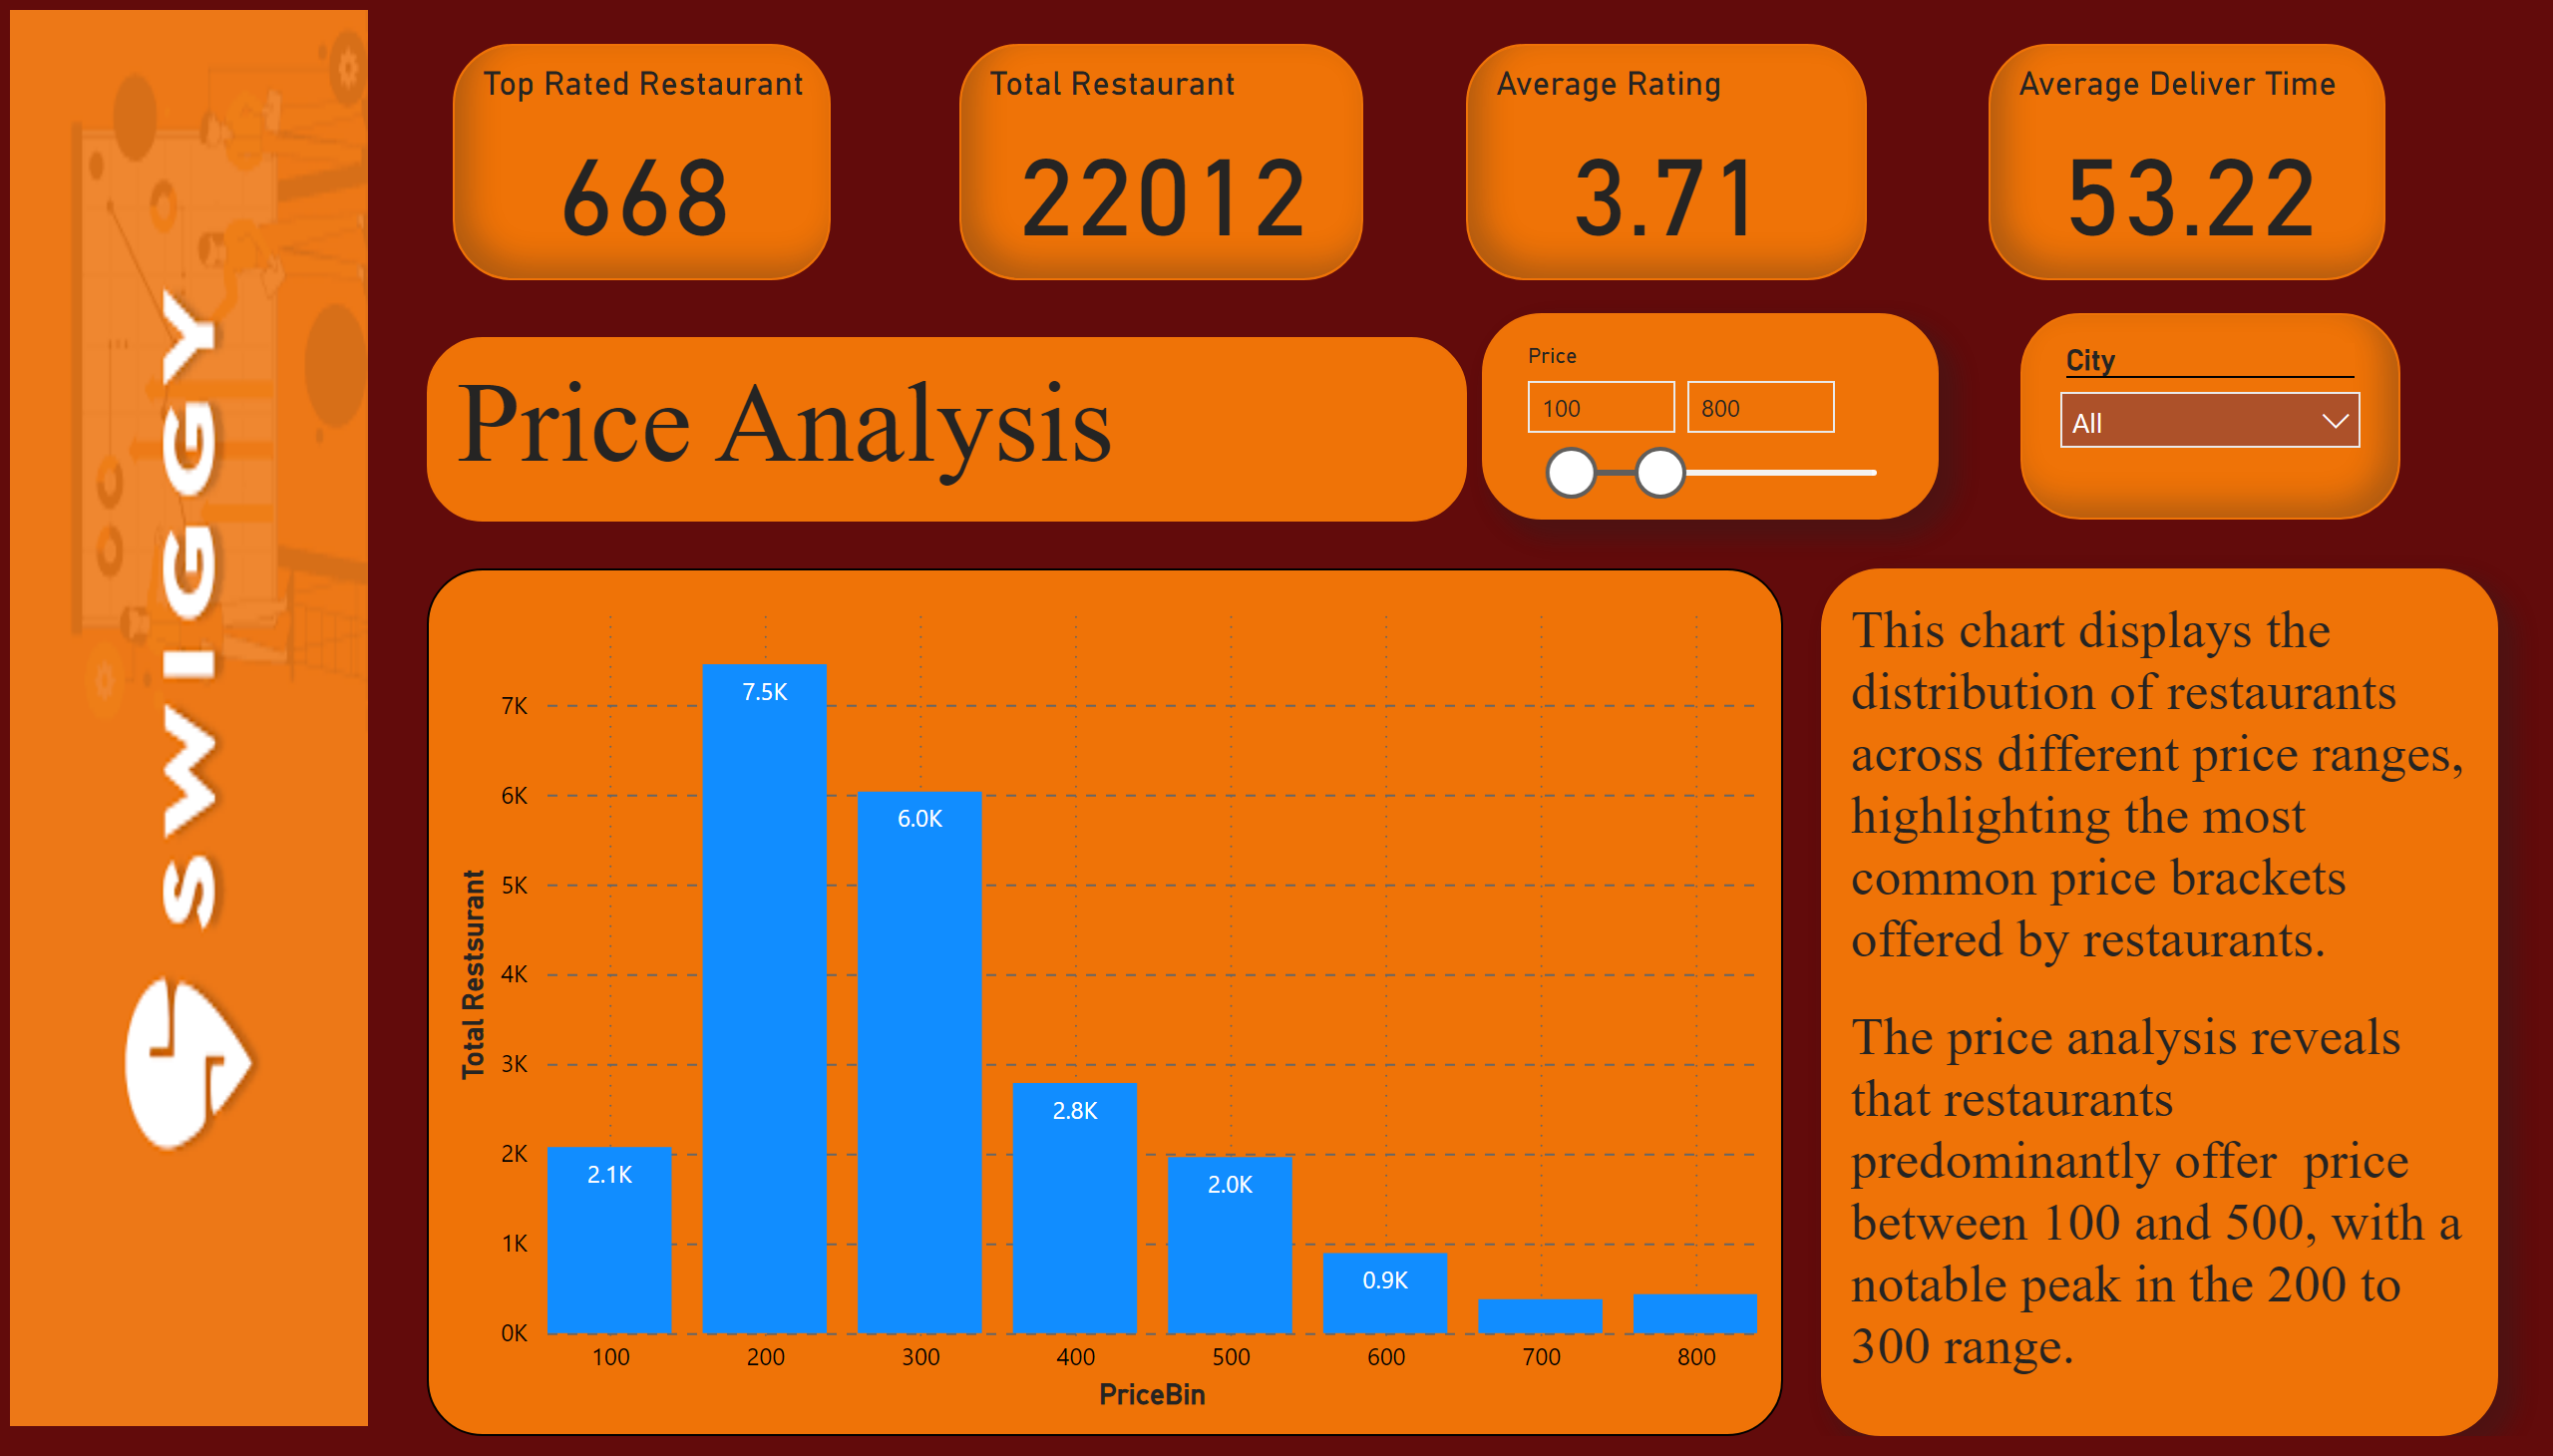 SWIGGY
Top Rated Restaurant
668
Total Restaurant
22012
Average Rating
3.71
Average Deliver Time
53.22
Price Analysis
Price
100
800
City
All
Total Restsurant
7K
6K
5K
4K
3K
2K
1K
0K
2.1K
7.5K
6.0K
2.8K
2.0K
0.9K
100
200
300
400
500
600
700
800
PriceBin
This chart displays the
distribution of restaurants
across different price ranges,
highlighting the most
common price brackets
offered by restaurants.
The price analysis reveals
that restaurants
predominantly offer  price
between 100 and 500, with a
notable peak in the 200 to
300 range.